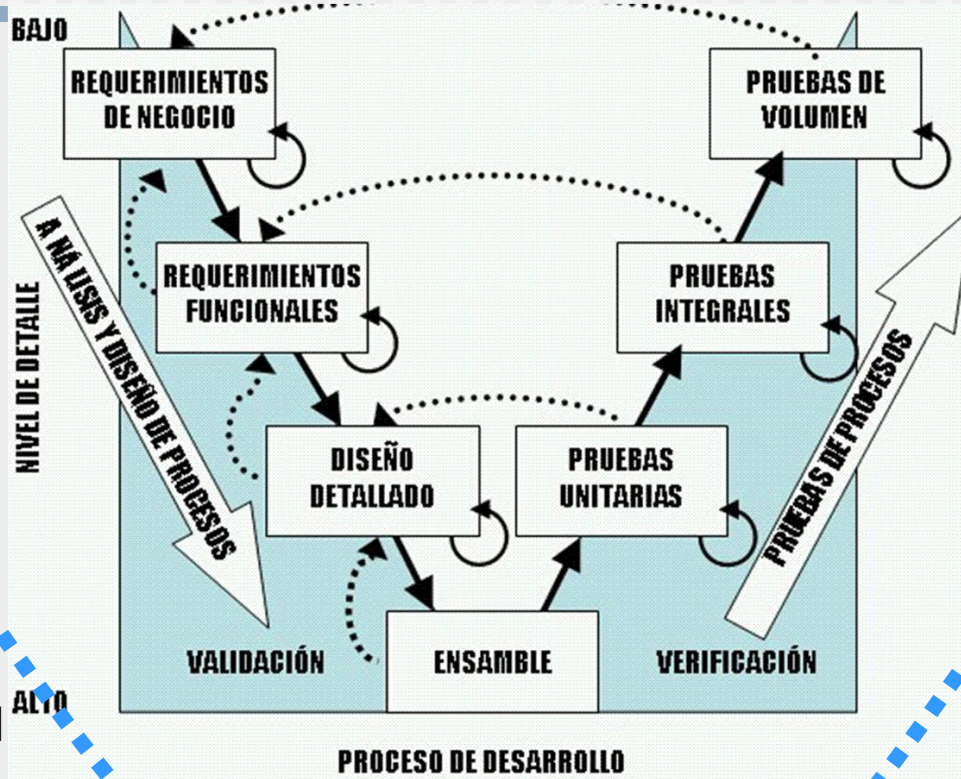 BAJO
REQUERIMIENTOS
DE NEGOCIO
PRUEBAS DE
VOLUMEN
REQUERIMIENTOS
FUNCIONALES
PRUEBAS
INTEGRALES
A NÁ LISIS Y DISEÑO DE PROCESOS
NIVEL DE DETALLE
PRUEBAS DE PROCESOS
DISEÑO
DETALLADO
PRUEBAS
UNITARIAS
VALIDACIÓN
ENSAMBLE
VERIFICACIÓN
ALTO
PROCESO DE DESARROLLO